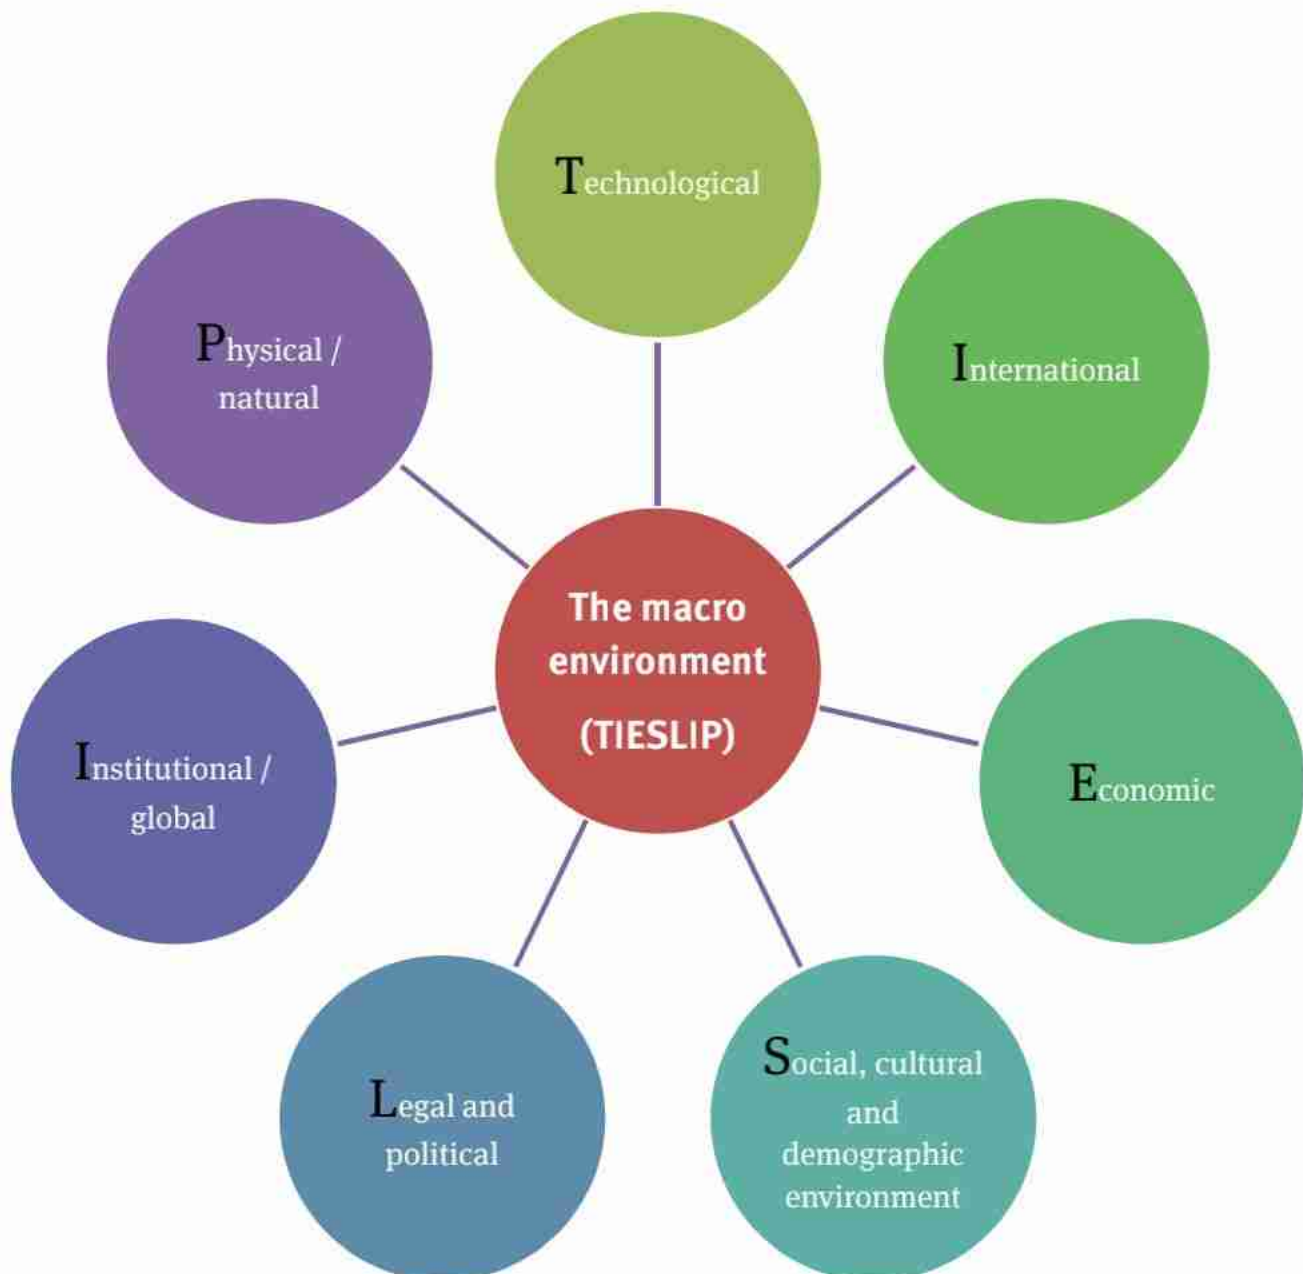 Technological
International
Economic
Social, cultural
and
demographic
environment
Legal and
political
Institutional /
global
Physical /
natural
The macro
environment
(TIESLIP)